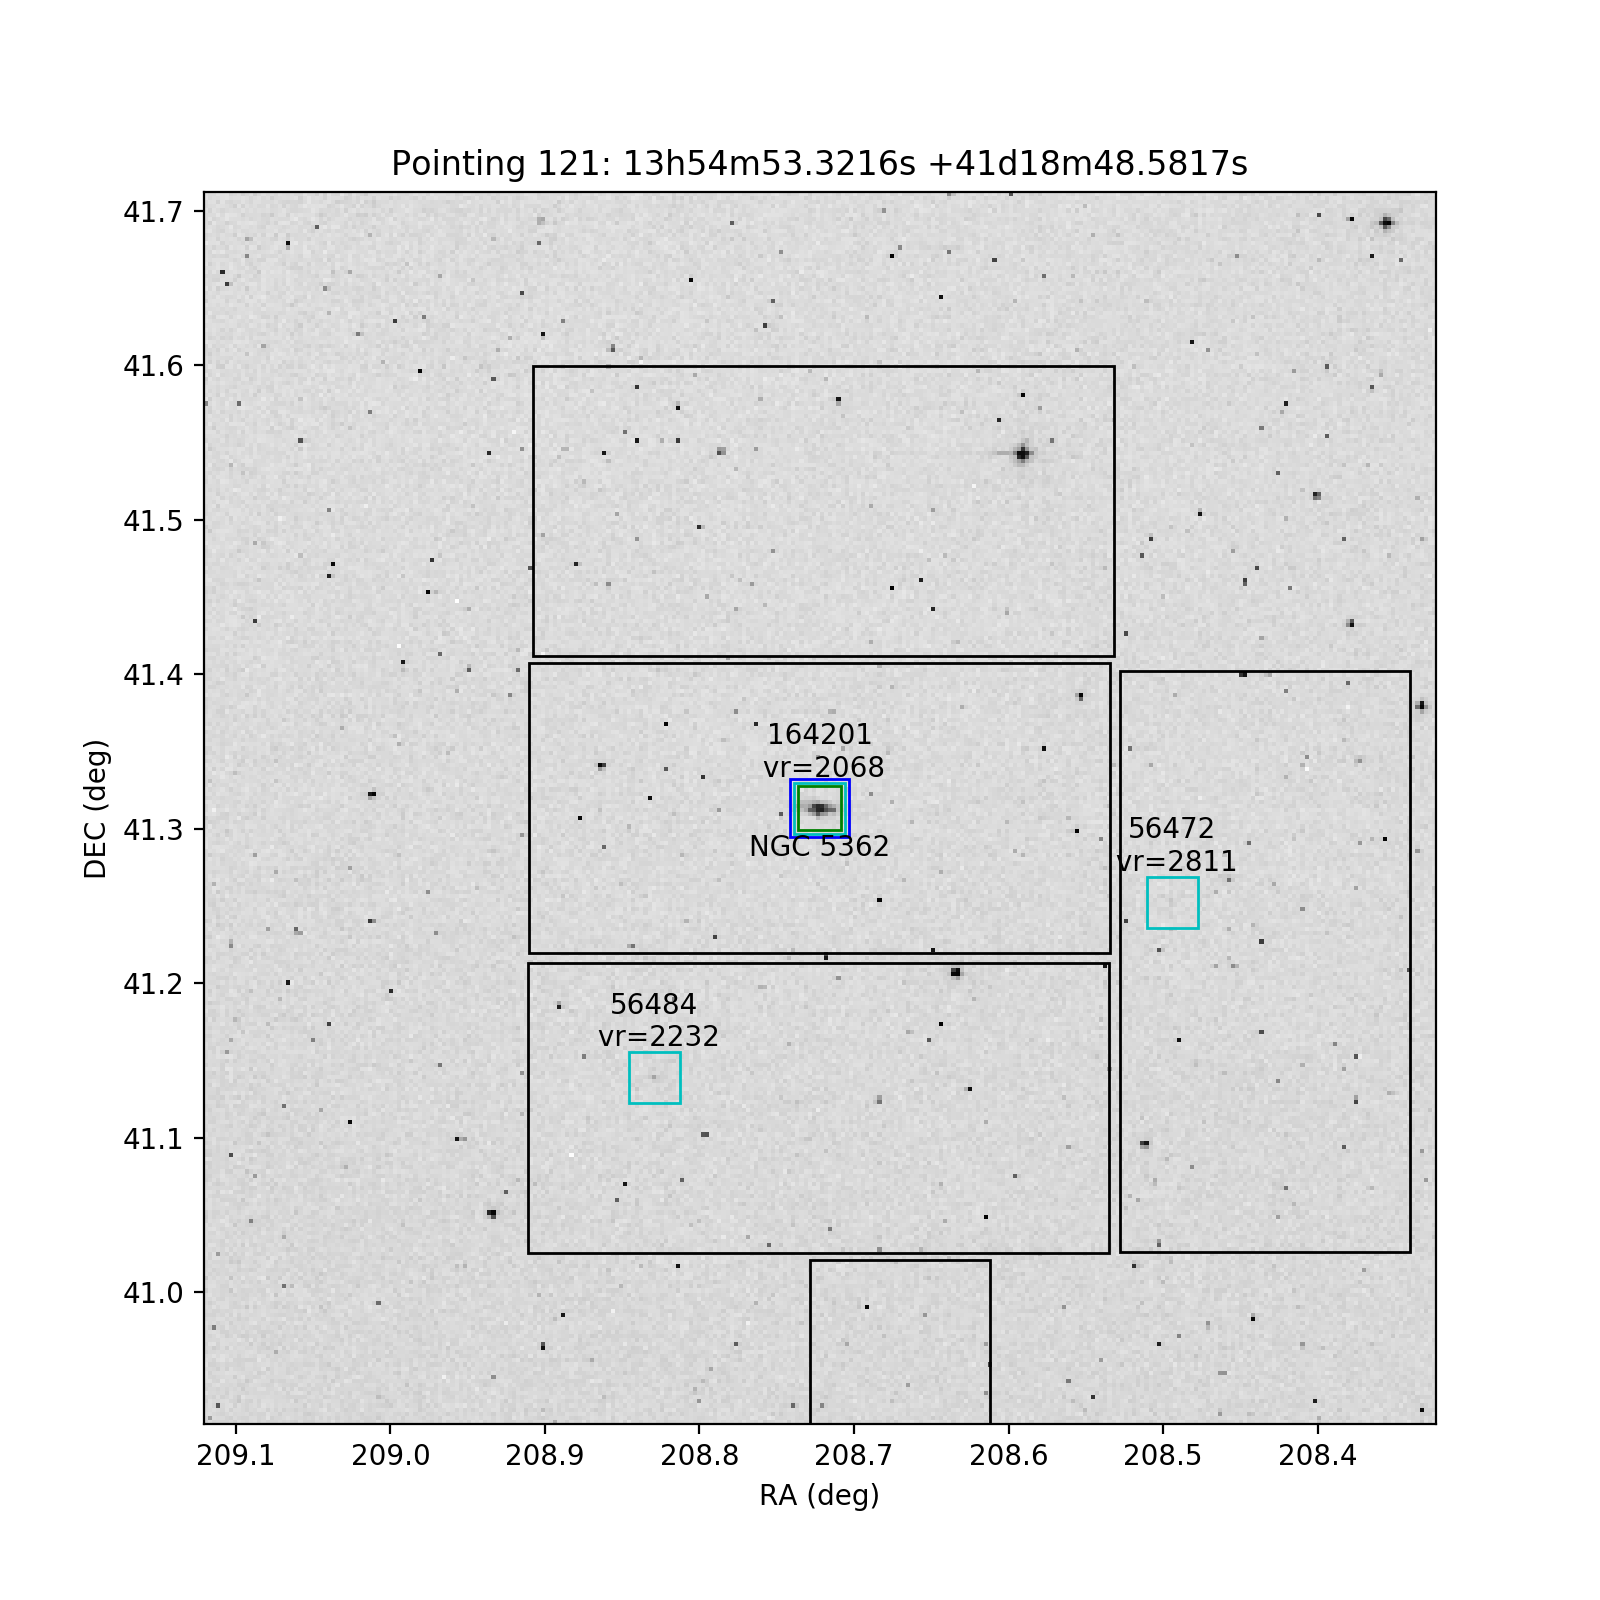 Pointing 121: 13h54m53.3216s +41d18m48.5817s
41.7
41.6
41.5
41.4
41.3
41.2
41.1
41.0
DEC (deg)
164201
vr=2068
NGC 5362
56472
vr=2811
56484
vr=2232
209.1 209.0 208.9 208.8 208.7 208.6 208.5 208.4
RA (deg)